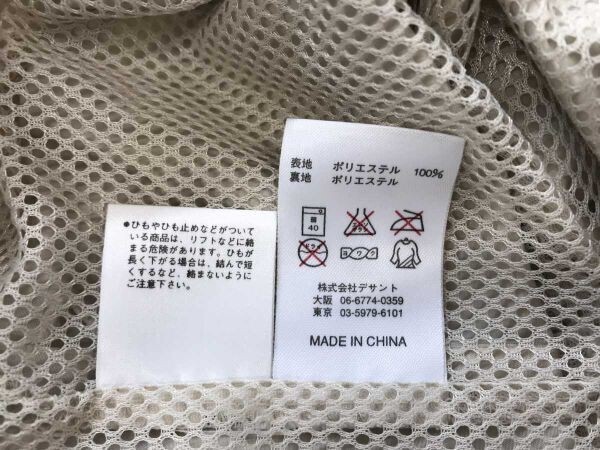 ●ひもやひも止めなどがついて
いる商品は、リフトなどに絡
まる危険があります。ひもが
長く下がる場合は、結んで短
くするなど、絡まないように
ご注意下さい。
表地 ポリエステル 100%
裏地 ポリエステル
40
ヨワク
株式会社デサント
大阪 06-6774-0359
東京 03-5979-6101
MADE IN CHINA